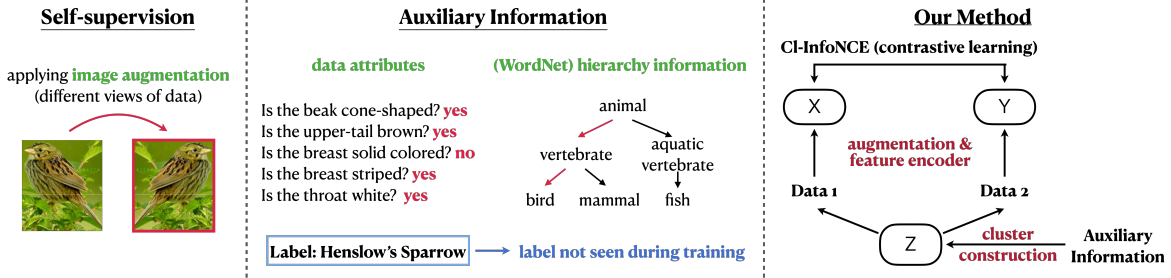 Self-supervision
applying image augmentation
(different views of data)
Auxiliary Information
data attributes
Is the beak cone-shaped? yes
Is the upper-tail brown? yes
Is the breast solid colored? no
Is the breast striped? yes
Is the throat white? yes
(WordNet) hierarchy information
animal
vertebrate
aquatic
vertebrate
bird
mammal
fish
Label: Henslow's Sparrow
label not seen during training
Our Method
Cl-InfoNCE (contrastive learning)
X
Y
augmentation &
feature encoder
Data 1
Data 2
Z
cluster
construction
Auxiliary
Information